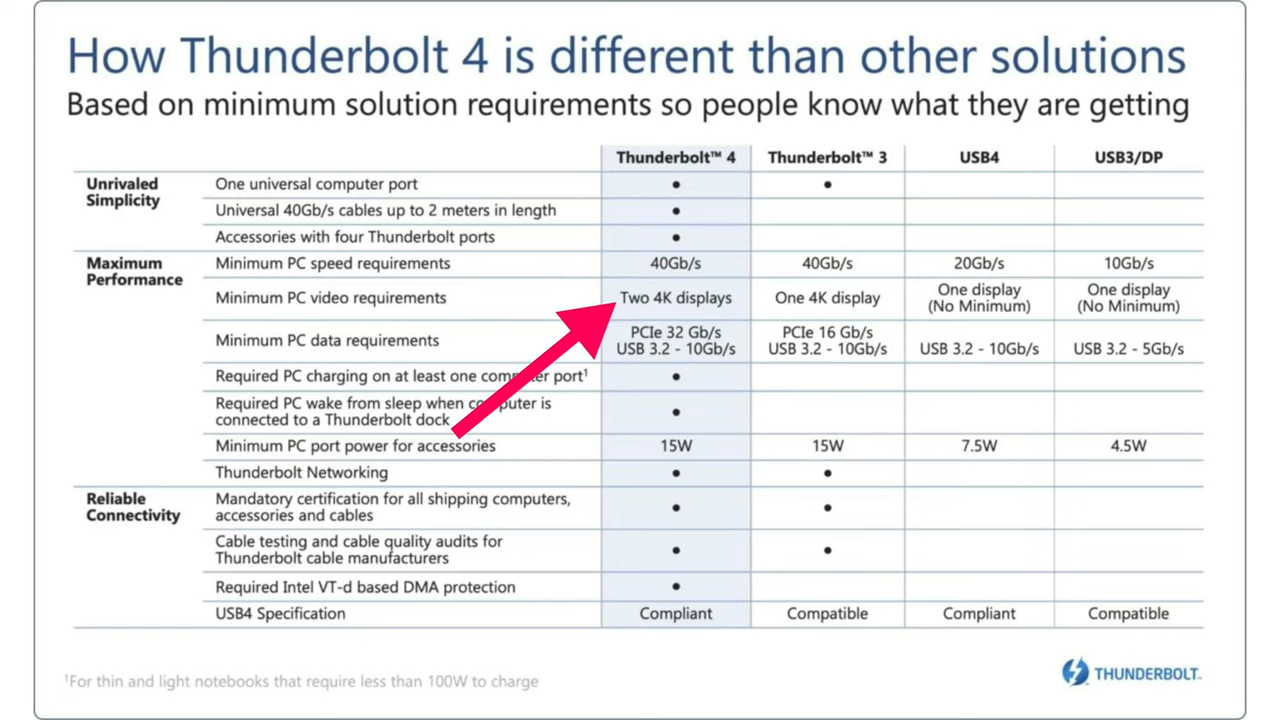 How Thunderbolt 4 is different than other solutions
Based on minimum solution requirements so people know what they are getting
Thunderbolt™ 4 Thunderbolt™ 3 USB4 USB3/DP
Unrivaled
Simplicity
One universal computer port • •
Universal 40Gb/s cables up to 2 meters in length •
Accessories with four Thunderbolt ports •
Maximum
Performance
Minimum PC speed requirements 40Gb/s 40Gb/s 20Gb/s 10Gb/s
Minimum PC video requirements Two 4K displays One 4K display One display
(No Minimum) One display
(No Minimum)
Minimum PC data requirements PCIe 32 Gb/s
USB 3.2 - 10Gb/s PCIe 16 Gb/s
USB 3.2 - 10Gb/s USB 3.2 - 10Gb/s USB 3.2 - 5Gb/s
Required PC charging on at least one computer port¹ •
Required PC wake from sleep when computer is
connected to a Thunderbolt dock •
Minimum PC port power for accessories 15W 15W 7.5W 4.5W
Thunderbolt Networking • •
Reliable
Connectivity
Mandatory certification for all shipping computers,
accessories and cables • •
Cable testing and cable quality audits for
Thunderbolt cable manufacturers • •
Required Intel VT-d based DMA protection •
USB4 Specification Compliant Compatible Compliant Compatible
¹For thin and light notebooks that require less than 100W to charge
THUNDERBOLT™